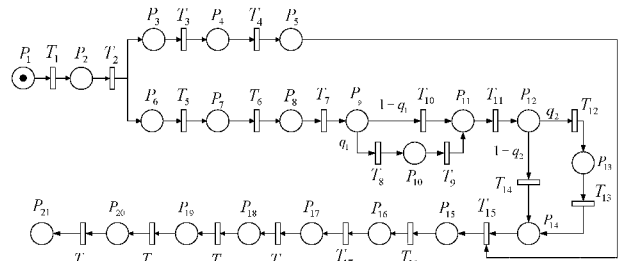 P3 T3 P4 T4 P5
P1 T1 P2 T2
P6 T5 P7 T6 P8 T7 P9 1-q1 T10 P11 T11 P12 q2 T12
q1 1-q2 P13
T8 P10 T9 T14 T13
P21 P20 P19 P18 P17 P16 P15 T15 P14
T T T T